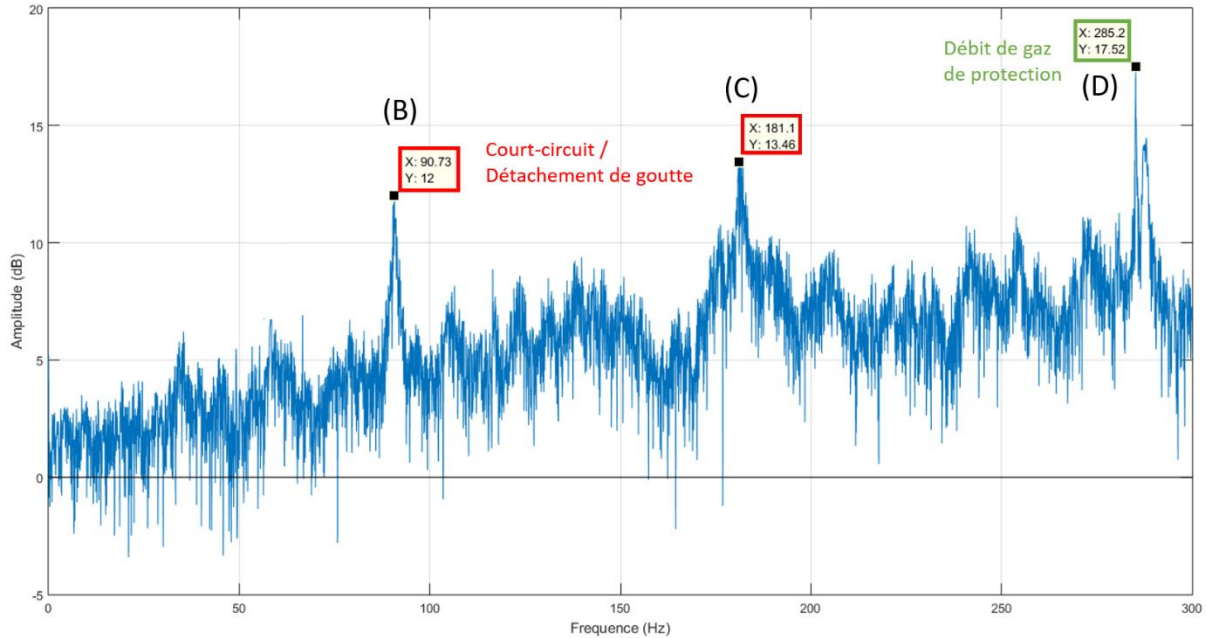 20
15
10
5
0
-5
Amplitude (dB)
(B)
X: 90.73
Y: 12
Court-circuit /
Détachement de goutte
(C)
X: 181.1
Y: 13.46
Débit de gaz
de protection
X: 285.2
Y: 17.52
(D)
0
50
100
150
200
250
300
Frequence (Hz)